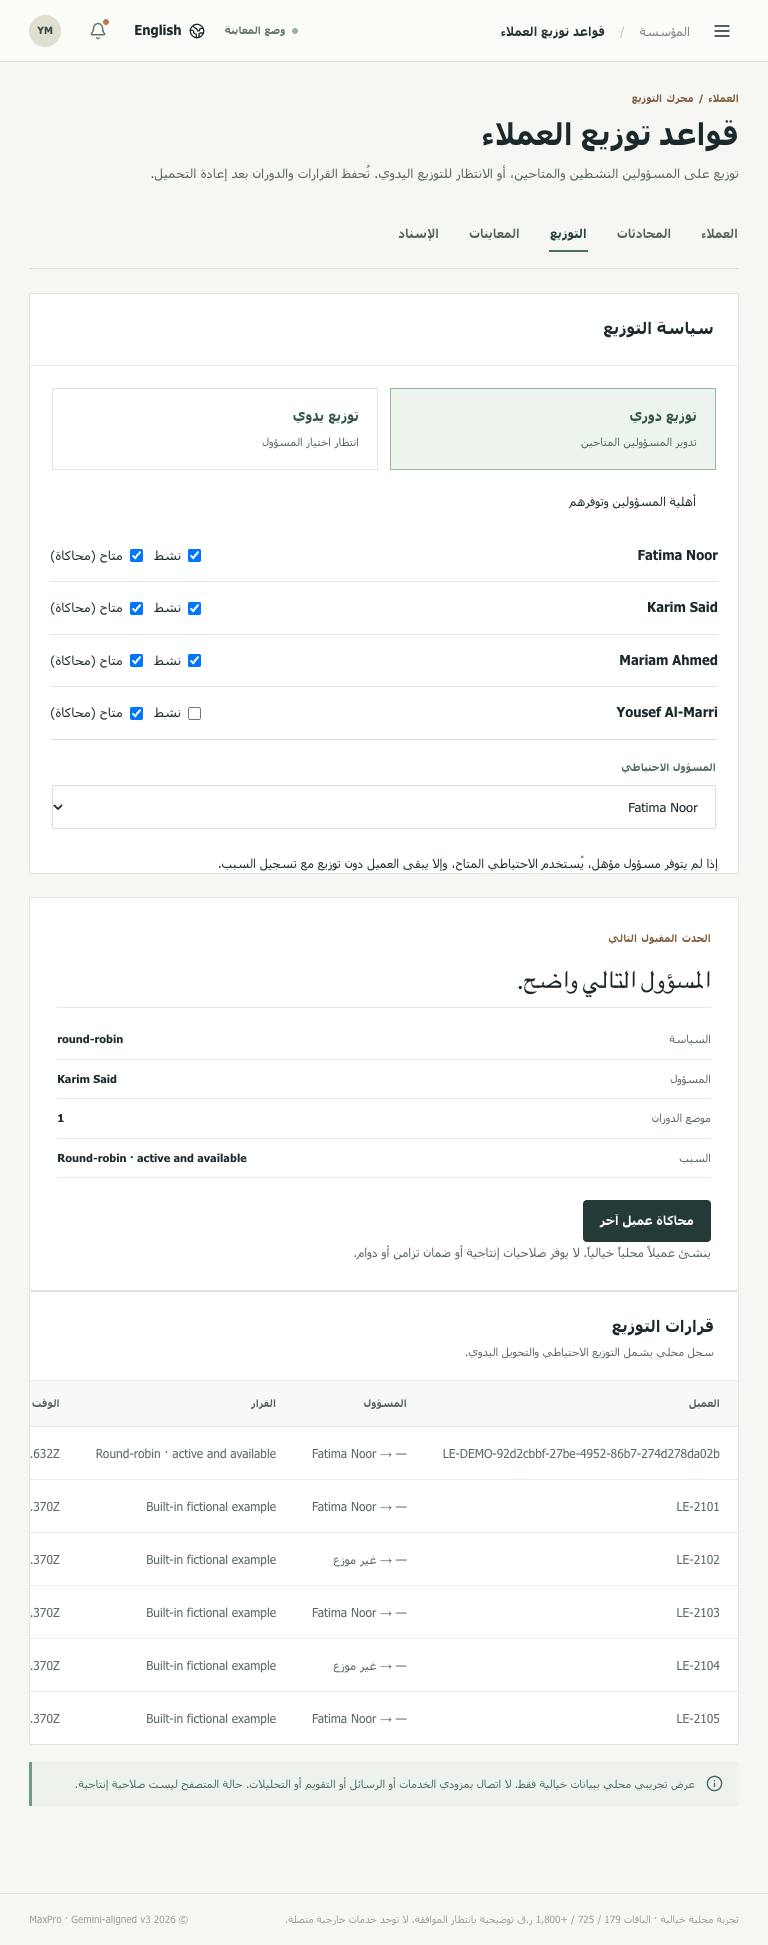 المؤسسة / قواعد توزيع العملاء
وضع المعاينة
English
YM
العملاء / محرك التوزيع
قواعد توزيع العملاء
توزيع على المسؤولين النشطين والمتاحين، أو الانتظار للتوزيع اليدوي. تُحفظ القرارات والدوران بعد إعادة التحميل.
العملاء المحادثات التوزيع المعاينات الإسناد
سياسة التوزيع
توزيع دوري
تدوير المسؤولين المتاحين
توزيع يدوي
انتظار اختيار المسؤول
أهلية المسؤولين وتوفرهم
Fatima Noor نشط متاح (محاكاة)
Karim Said نشط متاح (محاكاة)
Mariam Ahmed نشط متاح (محاكاة)
Yousef Al-Marri نشط متاح (محاكاة)
المسؤول الاحتياطي
Fatima Noor
إذا لم يتوفر مسؤول مؤهل، يُستخدم الاحتياطي المتاح، وإلا يبقى العميل دون توزيع مع تسجيل السبب.
الحدث المقبول التالي
المسؤول التالي واضح.
السياسة round-robin
المسؤول Karim Said
موضع الدوران 1
السبب Round-robin · active and available
محاكاة عميل آخر
ينشئ عميلاً محلياً خيالياً. لا يوفر صلاحيات إنتاجية أو ضمان تزامن أو دوام.
قرارات التوزيع
سجل محلي يشمل التوزيع الاحتياطي والتحويل اليدوي.
العميل المسؤول القرار الوقت
LE-DEMO-92d2cbbf-27be-4952-86b7-274d278da02b — → Fatima Noor Round-robin · active and available .632Z
LE-2101 — → Fatima Noor Built-in fictional example .370Z
LE-2102 — → غير موزع Built-in fictional example .370Z
LE-2103 — → Fatima Noor Built-in fictional example .370Z
LE-2104 — → غير موزع Built-in fictional example .370Z
LE-2105 — → Fatima Noor Built-in fictional example .370Z
عرض تجريبي محلي ببيانات خيالية فقط. لا اتصال بمزودي الخدمات أو الرسائل أو التقويم أو التحليلات. حالة المتصفح ليست صلاحية إنتاجية.
تجربة محلية خيالية · الباقات 179 / 725 / +1,800 ر.ق توضيحية بانتظار الموافقة. لا توجد خدمات خارجية متصلة.
© 2026 MaxPro · Gemini-aligned v3